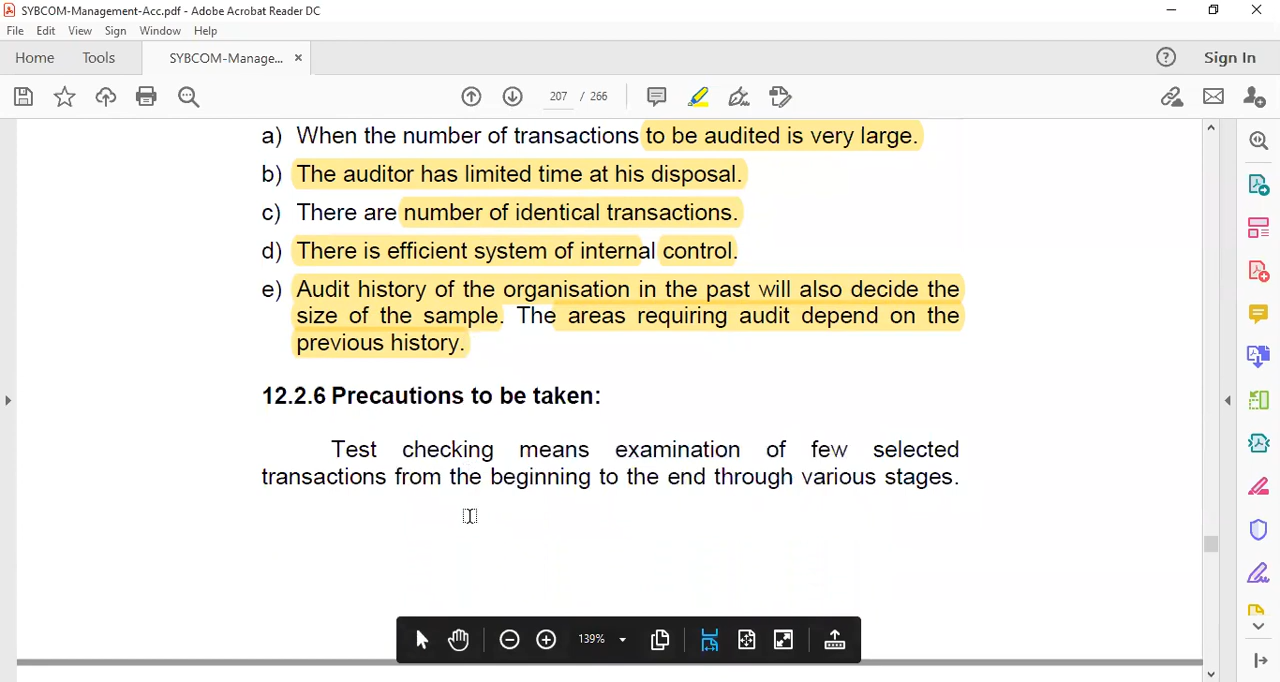 SYBCOM-Management-Acc.pdf - Adobe Acrobat Reader DC
File Edit View Sign Window Help
Home Tools SYBCOM-Manage... × Sign In
207 / 266
a) When the number of transactions to be audited is very large.
b) The auditor has limited time at his disposal.
c) There are number of identical transactions.
d) There is efficient system of internal control.
e) Audit history of the organisation in the past will also decide the
size of the sample. The areas requiring audit depend on the
previous history.
12.2.6 Precautions to be taken:
Test checking means examination of few selected
transactions from the beginning to the end through various stages.
139%